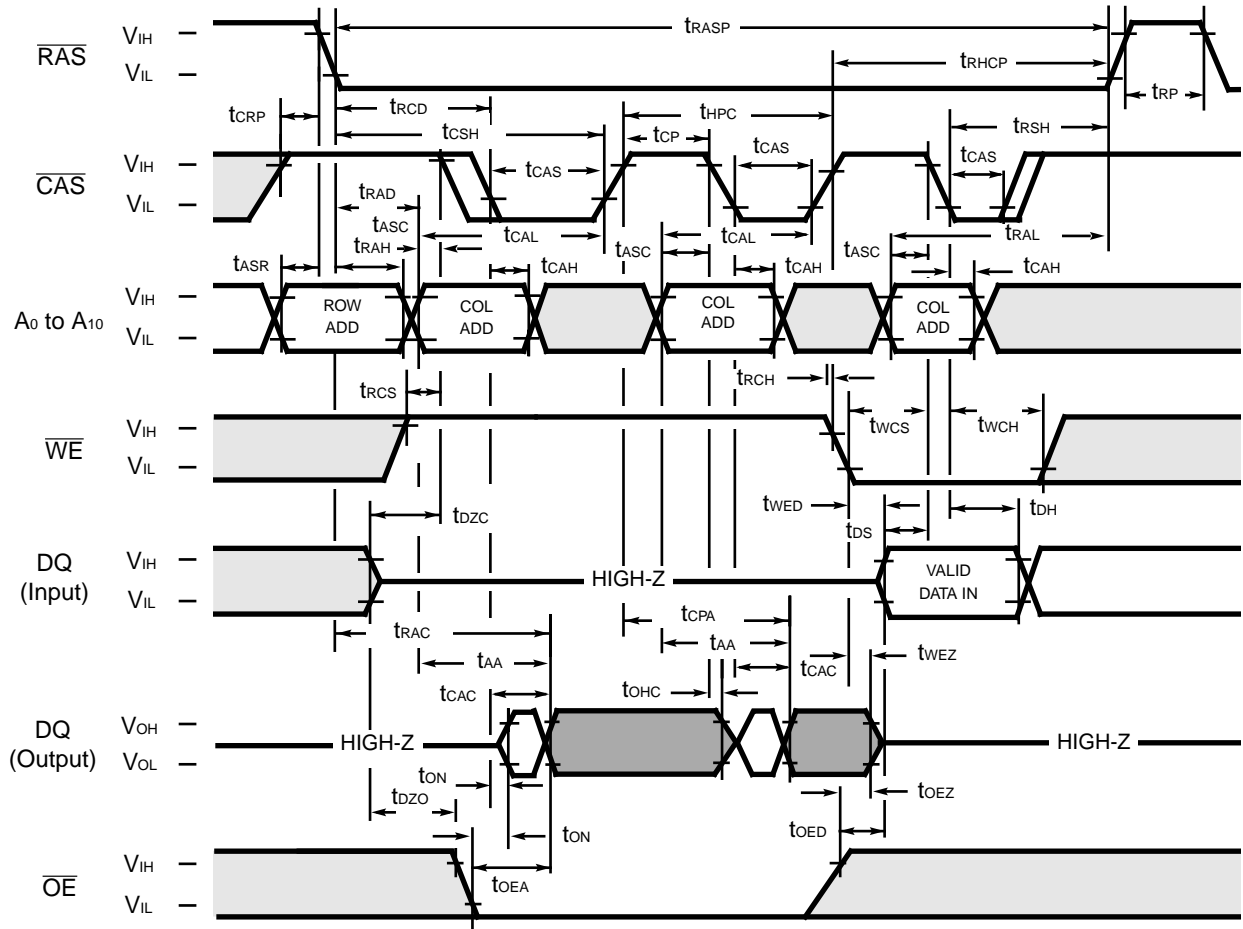 RAS
VIH
VIL
tRASP
tRHCP
tRP
tCRP
tRCD
tCSH
tHPC
tCP
tRSH
CAS
VIH
VIL
tCAS
tCAS
tCAS
tRAD
tASC
tRAH
tCAL
tASC
tCAL
tASC
tRAL
tASR
tCAH
tCAH
tCAH
A0 to A10
VIH
VIL
ROW
ADD
COL
ADD
COL
ADD
COL
ADD
tRCS
tRCH
WE
VIH
VIL
tWCS
tWCH
tDZC
tWED
tDS
tDH
DQ
(Input)
VIH
VIL
HIGH-Z
VALID
DATA IN
tRAC
tCPA
tAA
tAA
tCAC
tWEZ
tCAC
tOHC
DQ
(Output)
VOH
VOL
HIGH-Z
HIGH-Z
tON
tDZO
tOEZ
tON
tOED
OE
VIH
VIL
tOEA